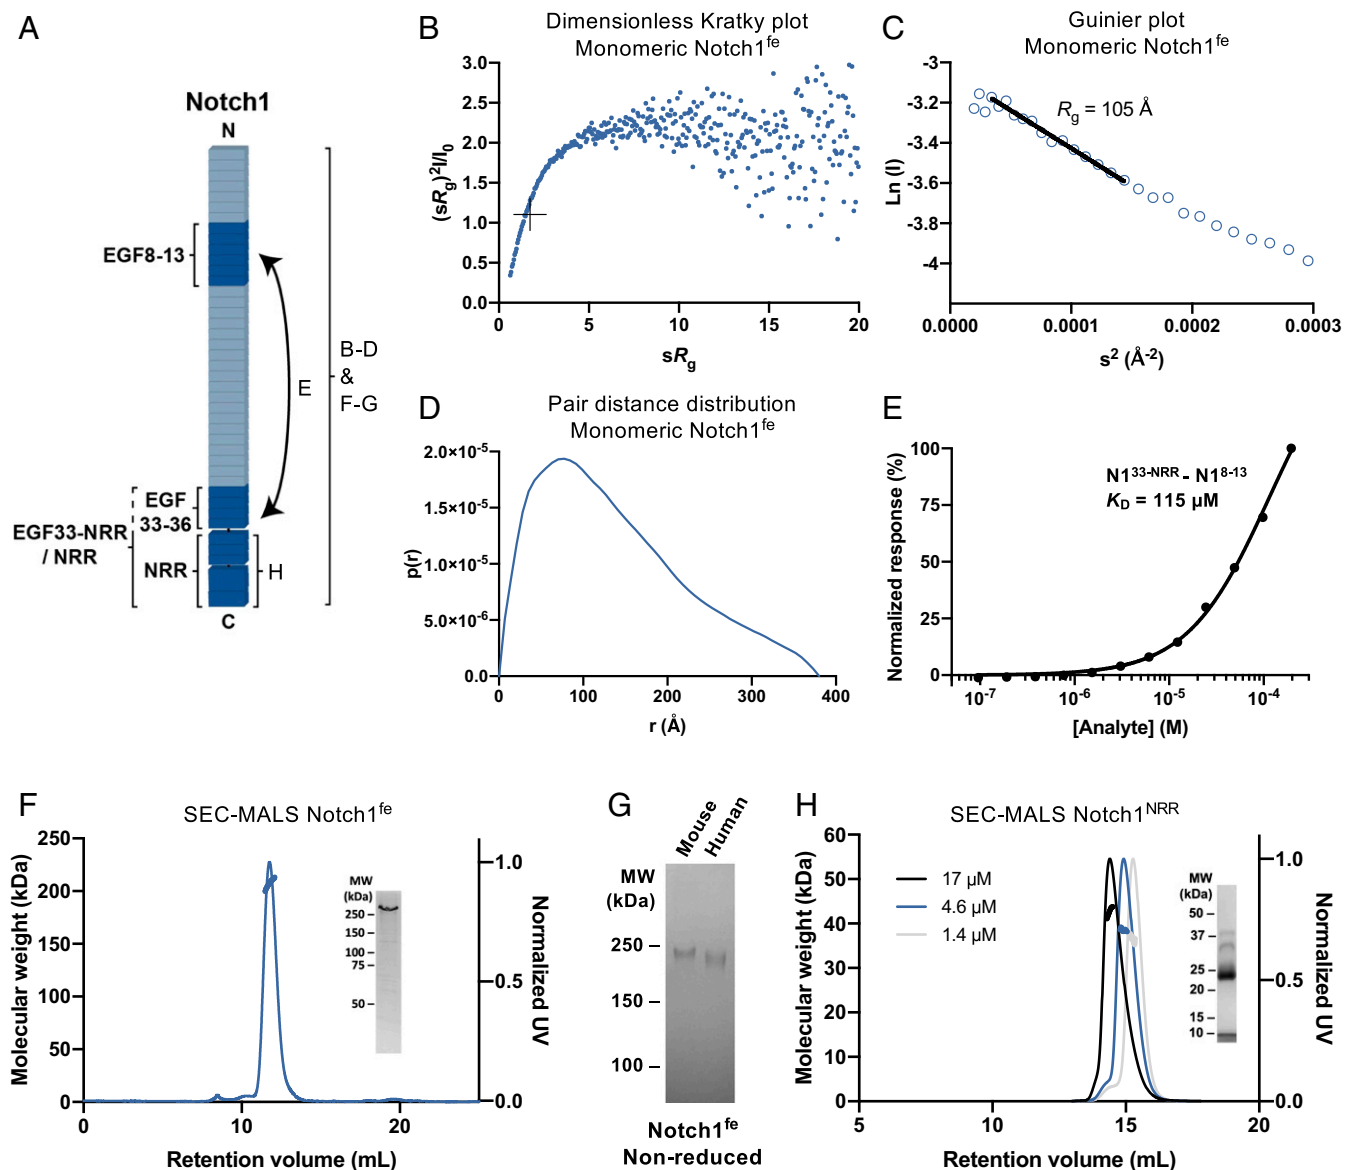 A
Notch1
N
EGF8-13
E
B-D
&
F-G
EGF
33-36
EGF33-NRR
/ NRR
NRR
H
C
B
Dimensionless Kratky plot
Monomeric Notch1fe
(sRg)2I/I0
3.0
2.5
2.0
1.5
1.0
0.5
0.0
0
5
10
15
20
sRg
C
Guinier plot
Monomeric Notch1fe
Rg = 105 Å
Ln (I)
-3
-3.2
-3.4
-3.6
-3.8
-4
0.0000
0.0001
0.0002
0.0003
s2 (Å-2)
D
Pair distance distribution
Monomeric Notch1fe
p(r)
2.0×10-5
1.5×10-5
1.0×10-5
5.0×10-6
0.0
0
100
200
300
400
r (Å)
E
N133-NRR - N18-13
KD = 115 µM
Normalized response (%)
100
75
50
25
0
10-7
10-6
10-5
10-4
[Analyte] (M)
F
SEC-MALS Notch1fe
Molecular weight (kDa)
250
200
150
100
50
0
0
10
20
Retention volume (mL)
1.0
0.5
0.0
Normalized UV
MW
(kDa)
250
150
100
75
50
G
Mouse
Human
MW
(kDa)
250
150
100
Notch1fe
Non-reduced
H
SEC-MALS Notch1NRR
17 µM
4.6 µM
1.4 µM
Molecular weight (kDa)
60
50
40
30
20
10
0
5
10
15
20
Retention volume (mL)
1.0
0.5
0.0
Normalized UV
MW
(kDa)
50
37
25
20
15
10